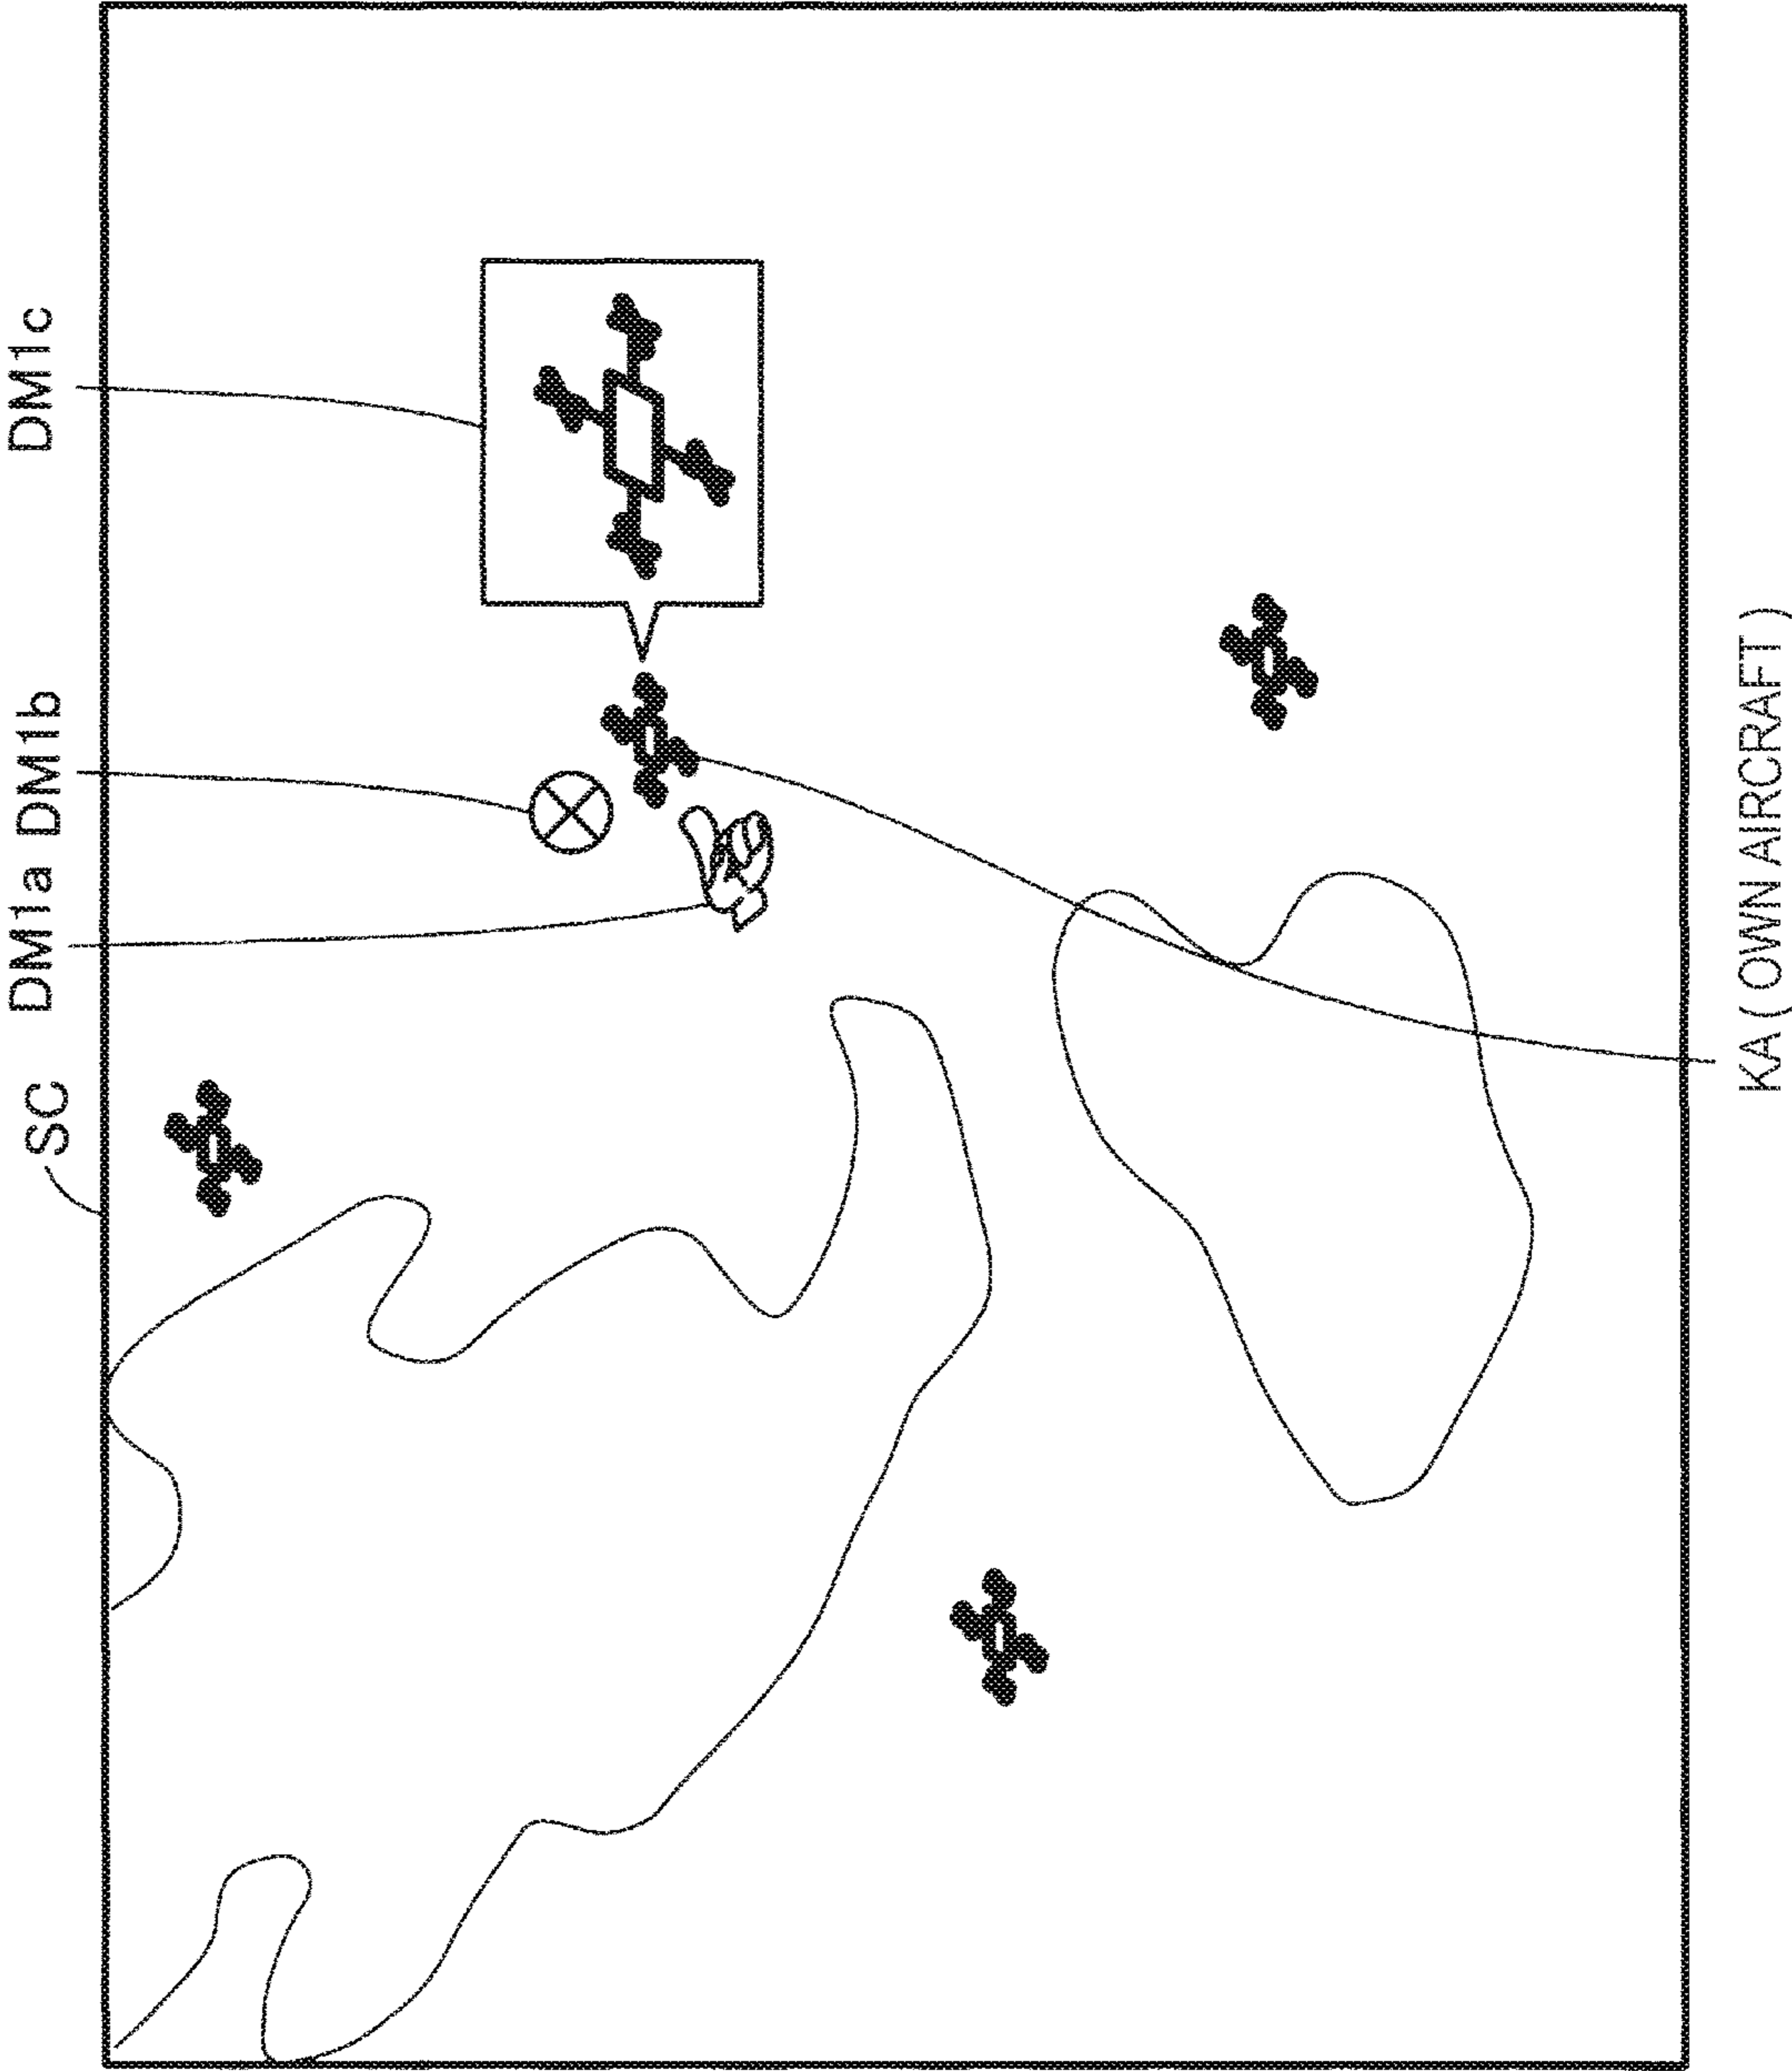 SC
DM1a
DM1b
DM1c
KA ( OWN AIRCRAFT )